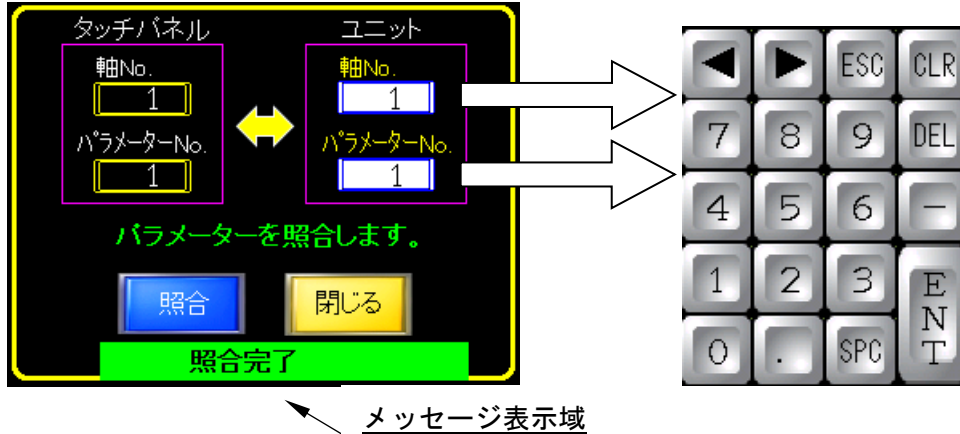 タッチパネル
ユニット
軸No.
1
パラメーターNo.
1
軸No.
1
パラメーターNo.
1
パラメーターを照合します。
照合
閉じる
照合完了
メッセージ表示域
ESC CLR
7 8 9 DEL
4 5 6 −
1 2 3
0 . SPC
ENT